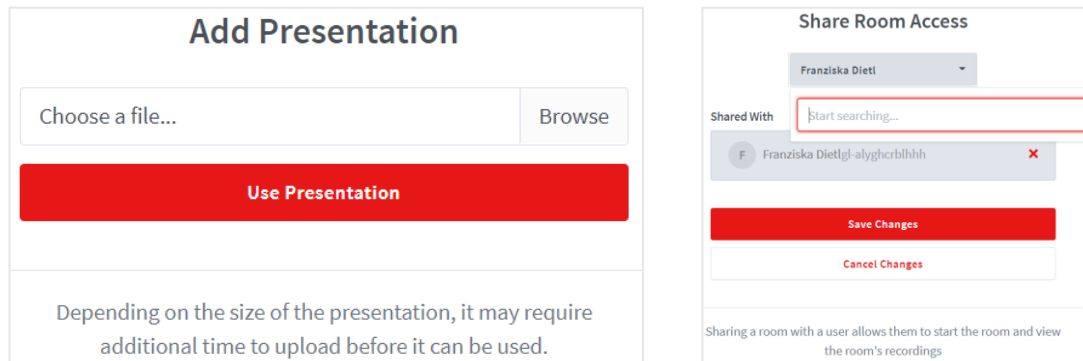 Add Presentation
Choose a file...
Browse
Use Presentation
Depending on the size of the presentation, it may require
additional time to upload before it can be used.
Share Room Access
Franziska Dietl
Start searching...
Shared With
F
Franziska Dietlgl-alyghcrblhhh
Save Changes
Cancel Changes
Sharing a room with a user allows them to start the room and view
the room's recordings